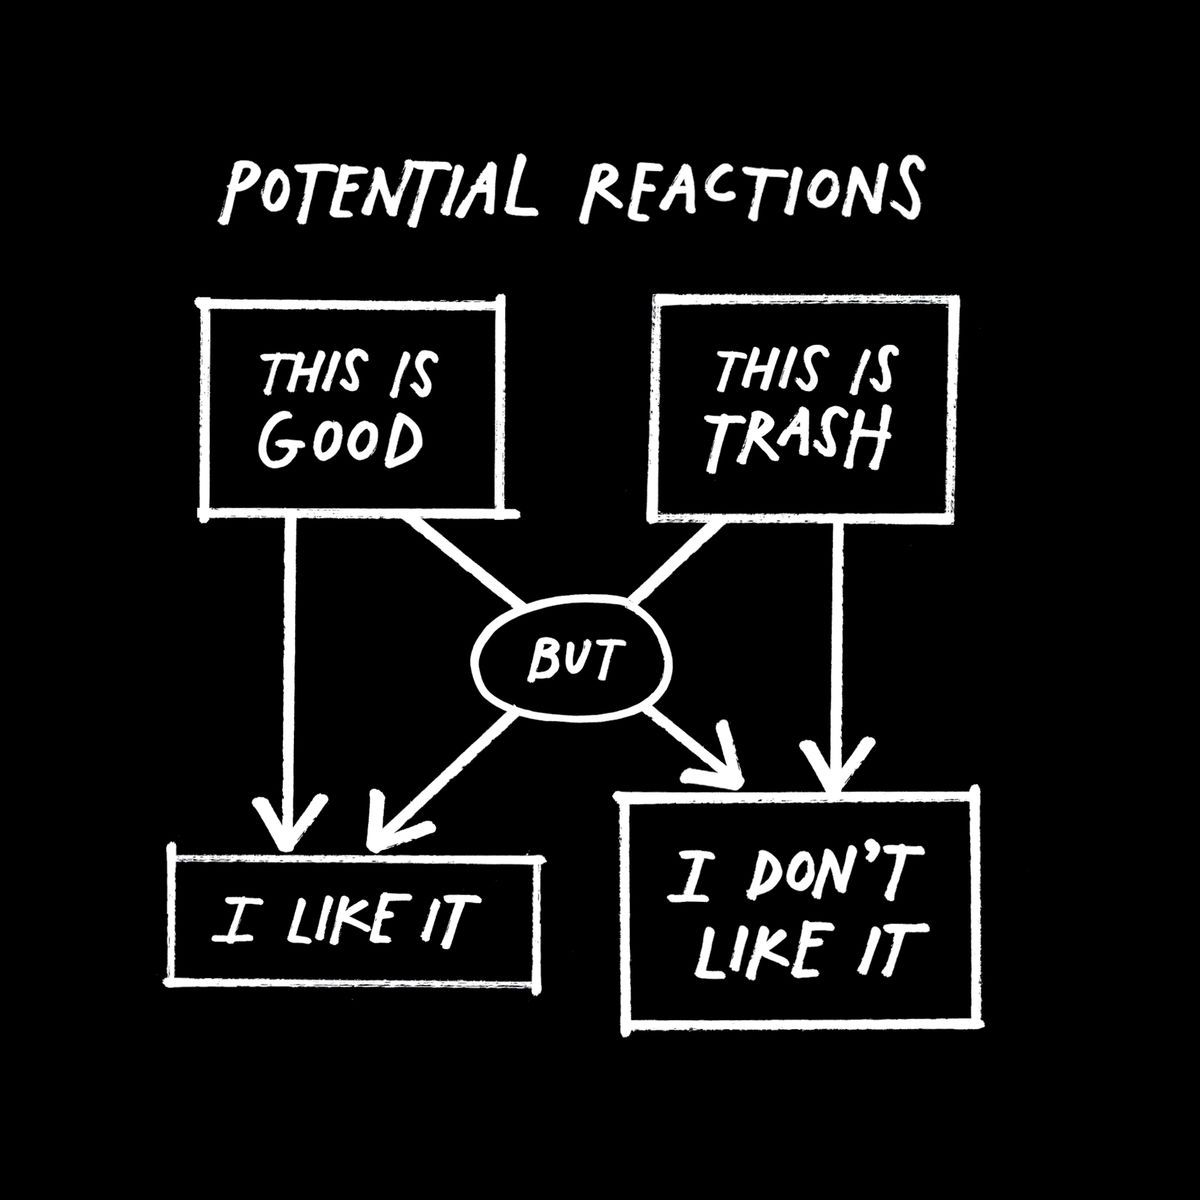 POTENTIAL REACTIONS
THIS IS
GOOD
THIS IS
TRASH
BUT
I LIKE IT
I DON'T
LIKE IT